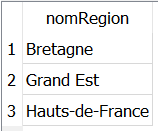 nomRegion
1 Bretagne
2 Grand Est
3 Hauts-de-France